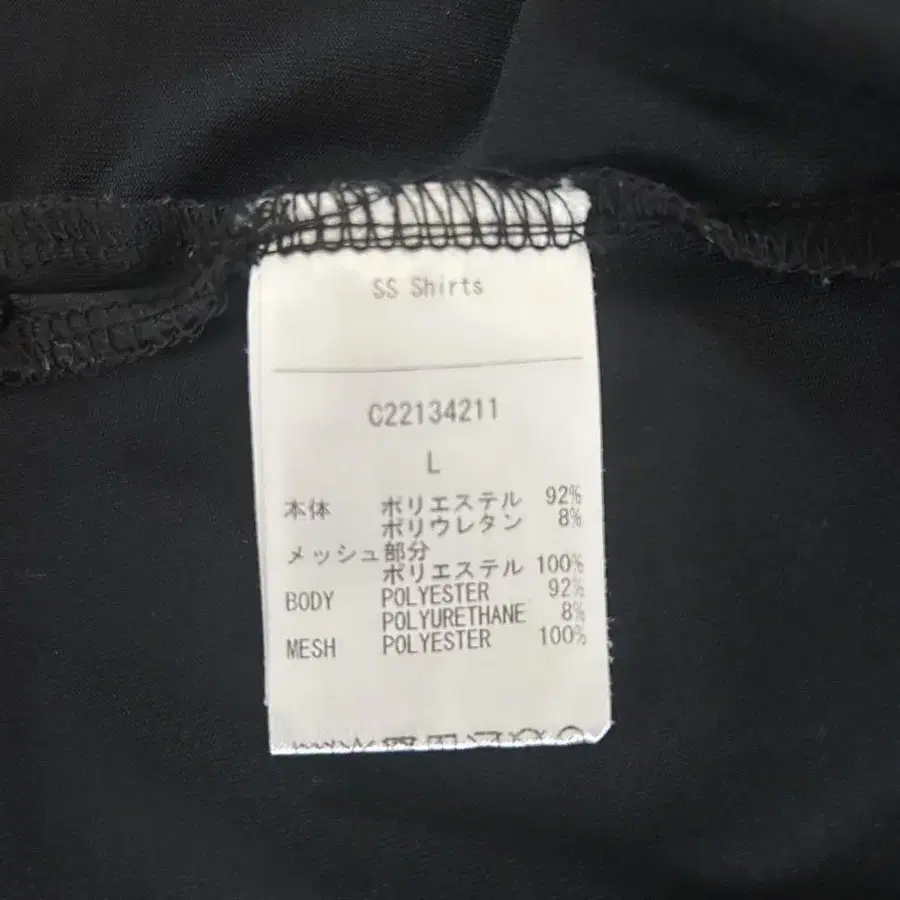 SS Shirts
C22134211
L
本体 ポリエステル 92%
ポリウレタン 8%
メッシュ部分
ポリエステル 100%
BODY POLYESTER 92%
POLYURETHANE 8%
MESH POLYESTER 100%